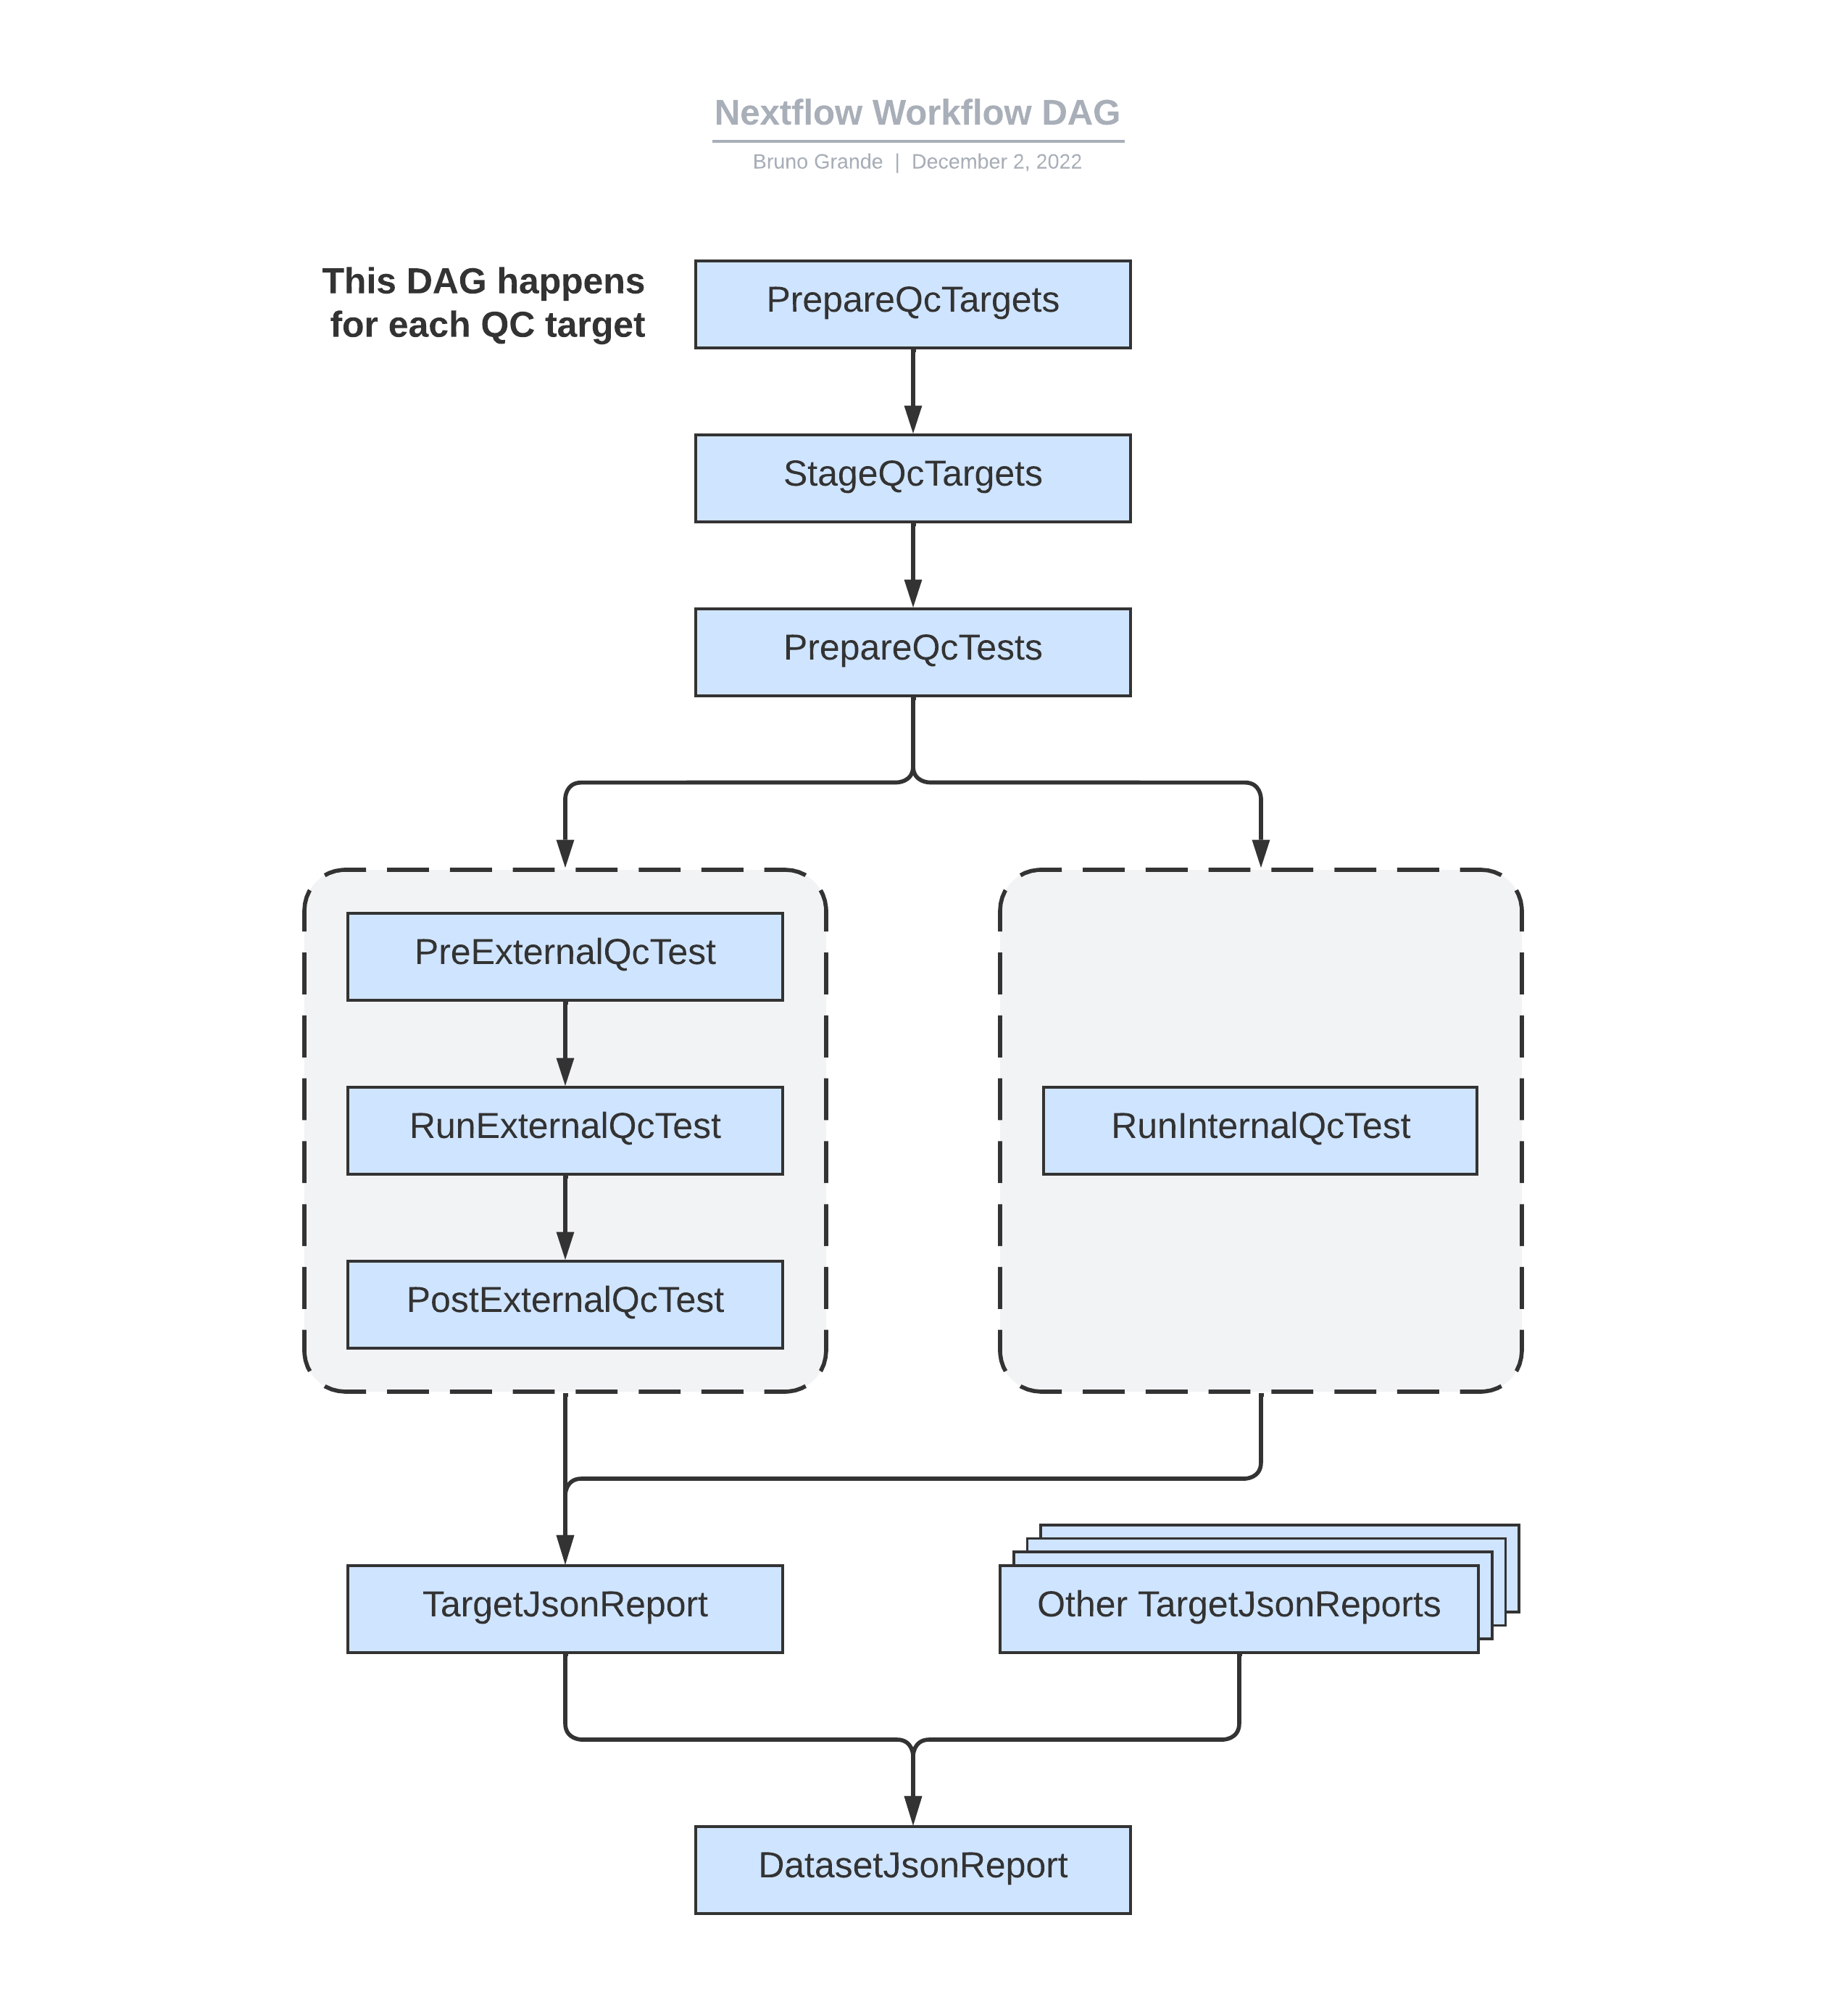 Nextflow Workflow DAG
Bruno Grande | December 2, 2022
This DAG happens
for each QC target
PrepareQcTargets
StageQcTargets
PrepareQcTests
PreExternalQcTest
RunExternalQcTest
PostExternalQcTest
RunInternalQcTest
TargetJsonReport
Other TargetJsonReports
DatasetJsonReport